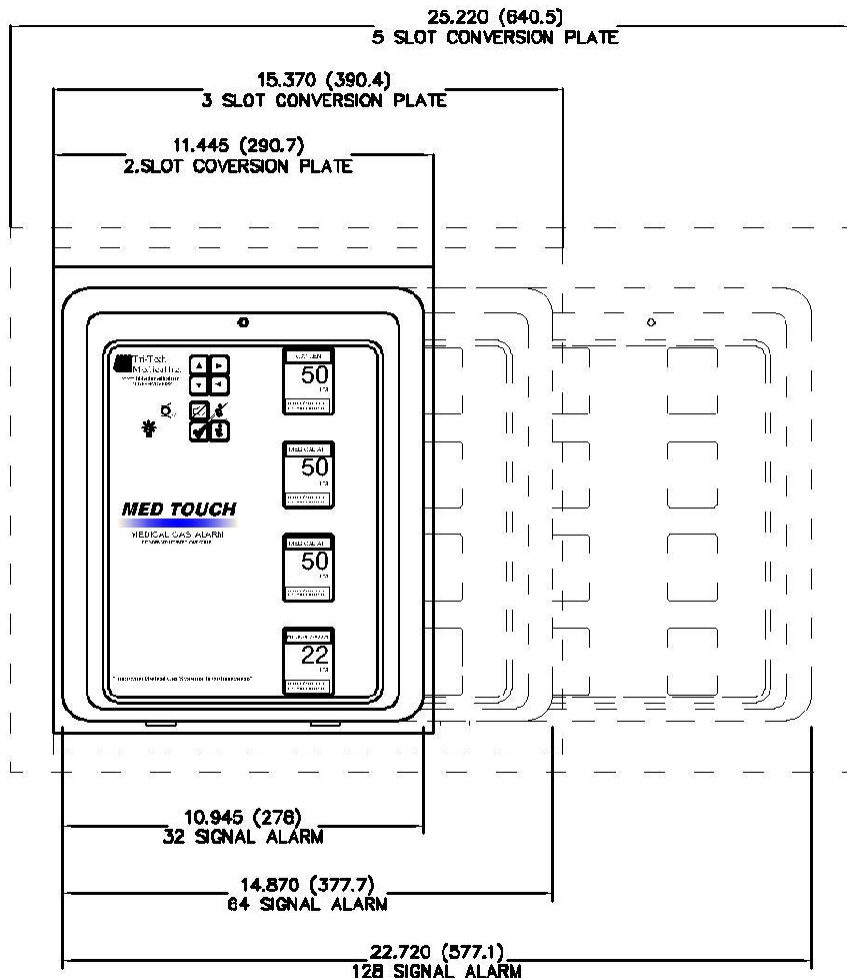 25.220 (640.5)
5 SLOT CONVERSION PLATE
15.370 (390.4)
3 SLOT CONVERSION PLATE
11.445 (290.7)
2.SLOT COVERSION PLATE
Tri-Tech
Medical Inc.
50
50
MED TOUCH
MEDICAL GAS ALARM
50
22
10.945 (278)
32 SIGNAL ALARM
14.870 (377.7)
64 SIGNAL ALARM
22.720 (577.1)
128 SIGNAL ALARM